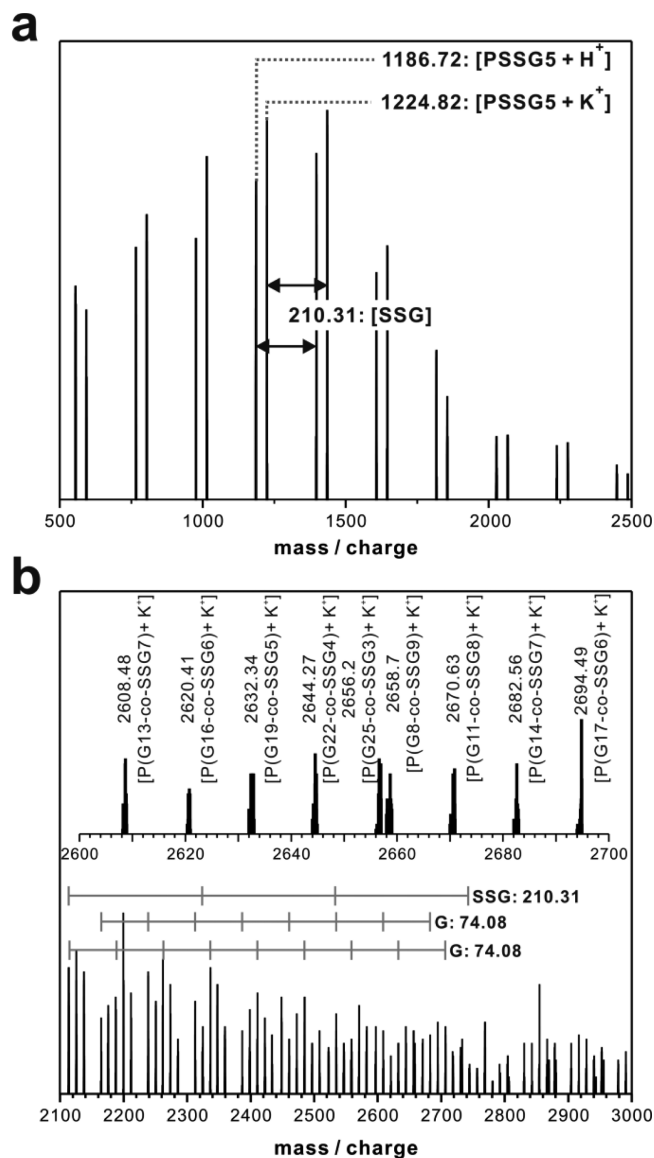 a
1186.72: [PSSG5 + H⁺]
1224.82: [PSSG5 + K⁺]
210.31: [SSG]
500 1000 1500 2000 2500
mass / charge
b
2608.48
[P(G13-co-SSG7)+ K⁺]
2620.41
[P(G16-co-SSG6)+ K⁺]
2632.34
[P(G19-co-SSG5)+ K⁺]
2644.27
[P(G22-co-SSG4)+ K⁺]
2656.2
[P(G25-co-SSG3)+ K⁺]
2658.7
[P(G8-co-SSG9)+ K⁺]
2670.63
[P(G11-co-SSG8)+ K⁺]
2682.56
[P(G14-co-SSG7)+ K⁺]
2694.49
[P(G17-co-SSG6)+ K⁺]
2600 2620 2640 2660 2680 2700
SSG: 210.31
G: 74.08
G: 74.08
2100 2200 2300 2400 2500 2600 2700 2800 2900 3000
mass / charge